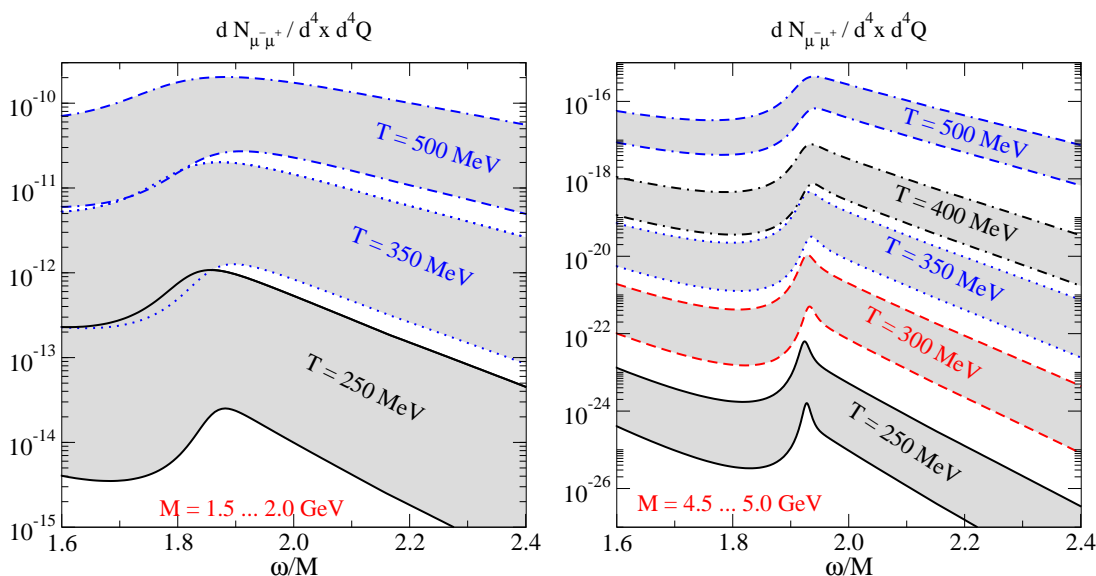 d N_{μ⁻μ⁺} / d⁴x d⁴Q
10⁻¹⁰
10⁻¹¹
10⁻¹²
10⁻¹³
10⁻¹⁴
10⁻¹⁵
T = 500 MeV
T = 350 MeV
T = 250 MeV
M = 1.5 ... 2.0 GeV
1.6 1.8 2.0 2.2 2.4
ω/M
d N_{μ⁻μ⁺} / d⁴x d⁴Q
10⁻¹⁶
10⁻¹⁸
10⁻²⁰
10⁻²²
10⁻²⁴
10⁻²⁶
T = 500 MeV
T = 400 MeV
T = 350 MeV
T = 300 MeV
T = 250 MeV
M = 4.5 ... 5.0 GeV
1.6 1.8 2.0 2.2 2.4
ω/M